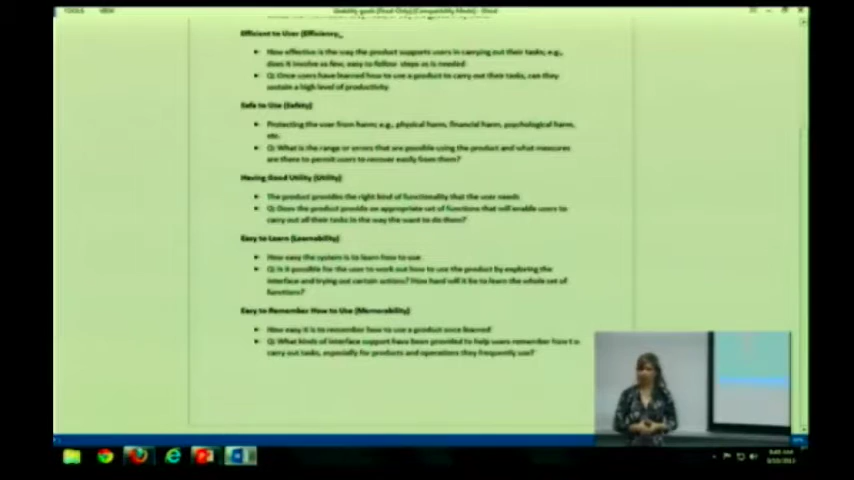 TOOLS VIEW
Usability goals [Read-Only] [Compatibility Mode] - Word
Efficient to User (Efficiency_
How effective is the way the product supports users in carrying out their tasks; e.g.,
does it involve as few, easy to follow steps as is needed
Q: Once users have learned how to use a product to carry out their tasks, can they
sustain a high level of productivity
Safe to Use (Safety)
Protecting the user from harm; e.g., physical harm, financial harm, psychological harm,
etc.
Q: What is the range or errors that are possible using the product and what measures
are there to permit users to recover easily from them?
Having Good Utility (Utility)
The product provides the right kind of functionality that the user needs
Q: Does the product provide an appropriate set of functions that will enable users to
carry out all their tasks in the way the want to do them?
Easy to Learn (Learnability)
How easy the system is to learn how to use
Q: Is it possible for the user to work out how to use the product by exploring the
interface and trying out certain actions? How hard will it be to learn the whole set of
functions?
Easy to Remember How to Use (Memorability)
How easy it is to remember how to use a product once learned
Q: What kinds of interface support have been provided to help users remember how to
carry out tasks, especially for products and operations they frequently use?